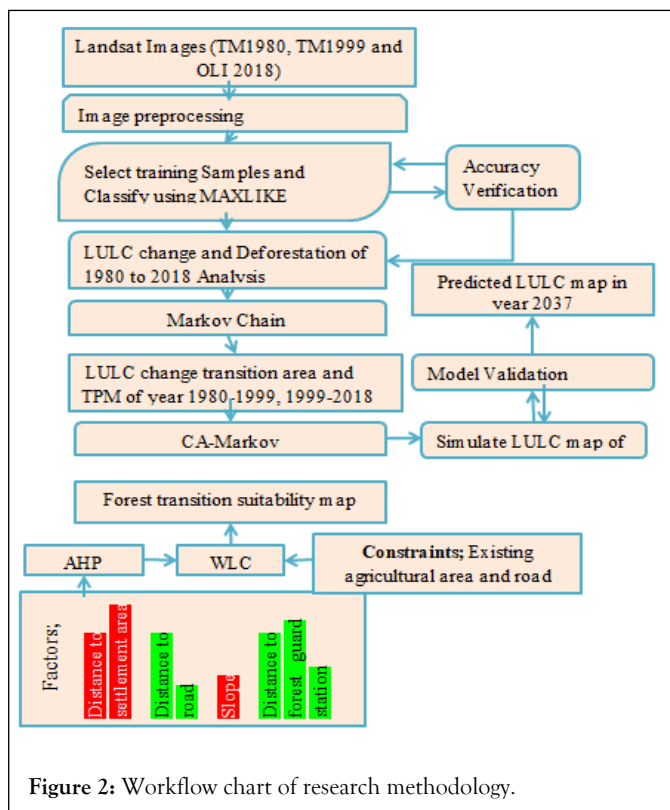 Landsat Images (TM1980, TM1999 and
OLI 2018)
Image preprocessing
Select training Samples and
Classify using MAXLIKE
Accuracy
Verification
LULC change and Deforestation of
1980 to 2018 Analysis
Predicted LULC map in
year 2037
Markov Chain
LULC change transition area and
TPM of year 1980-1999, 1999-2018
Model Validation
CA-Markov
Simulate LULC map of
Forest transition suitability map
AHP
WLC
Constraints; Existing
agricultural area and road
Factors;
Distance to
settlement area
Distance to
road
Slope
Distance to
forest guard
station
Figure 2: Workflow chart of research methodology.